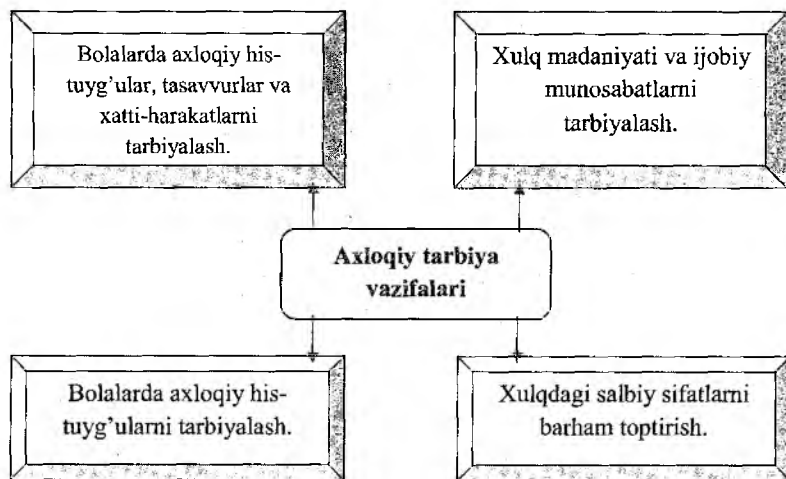 Bolalarda axloqiy his-
tuyg'ular, tasavvurlar va
xatti-harakatlarni
tarbiyalash.
Xulq madaniyati va ijobiy
munosabatlarni
tarbiyalash.
Axloqiy tarbiya
vazifalari
Bolalarda axloqiy his-
tuyg'ularni tarbiyalash.
Xulqdagi salbiy sifatlarni
barham toptirish.